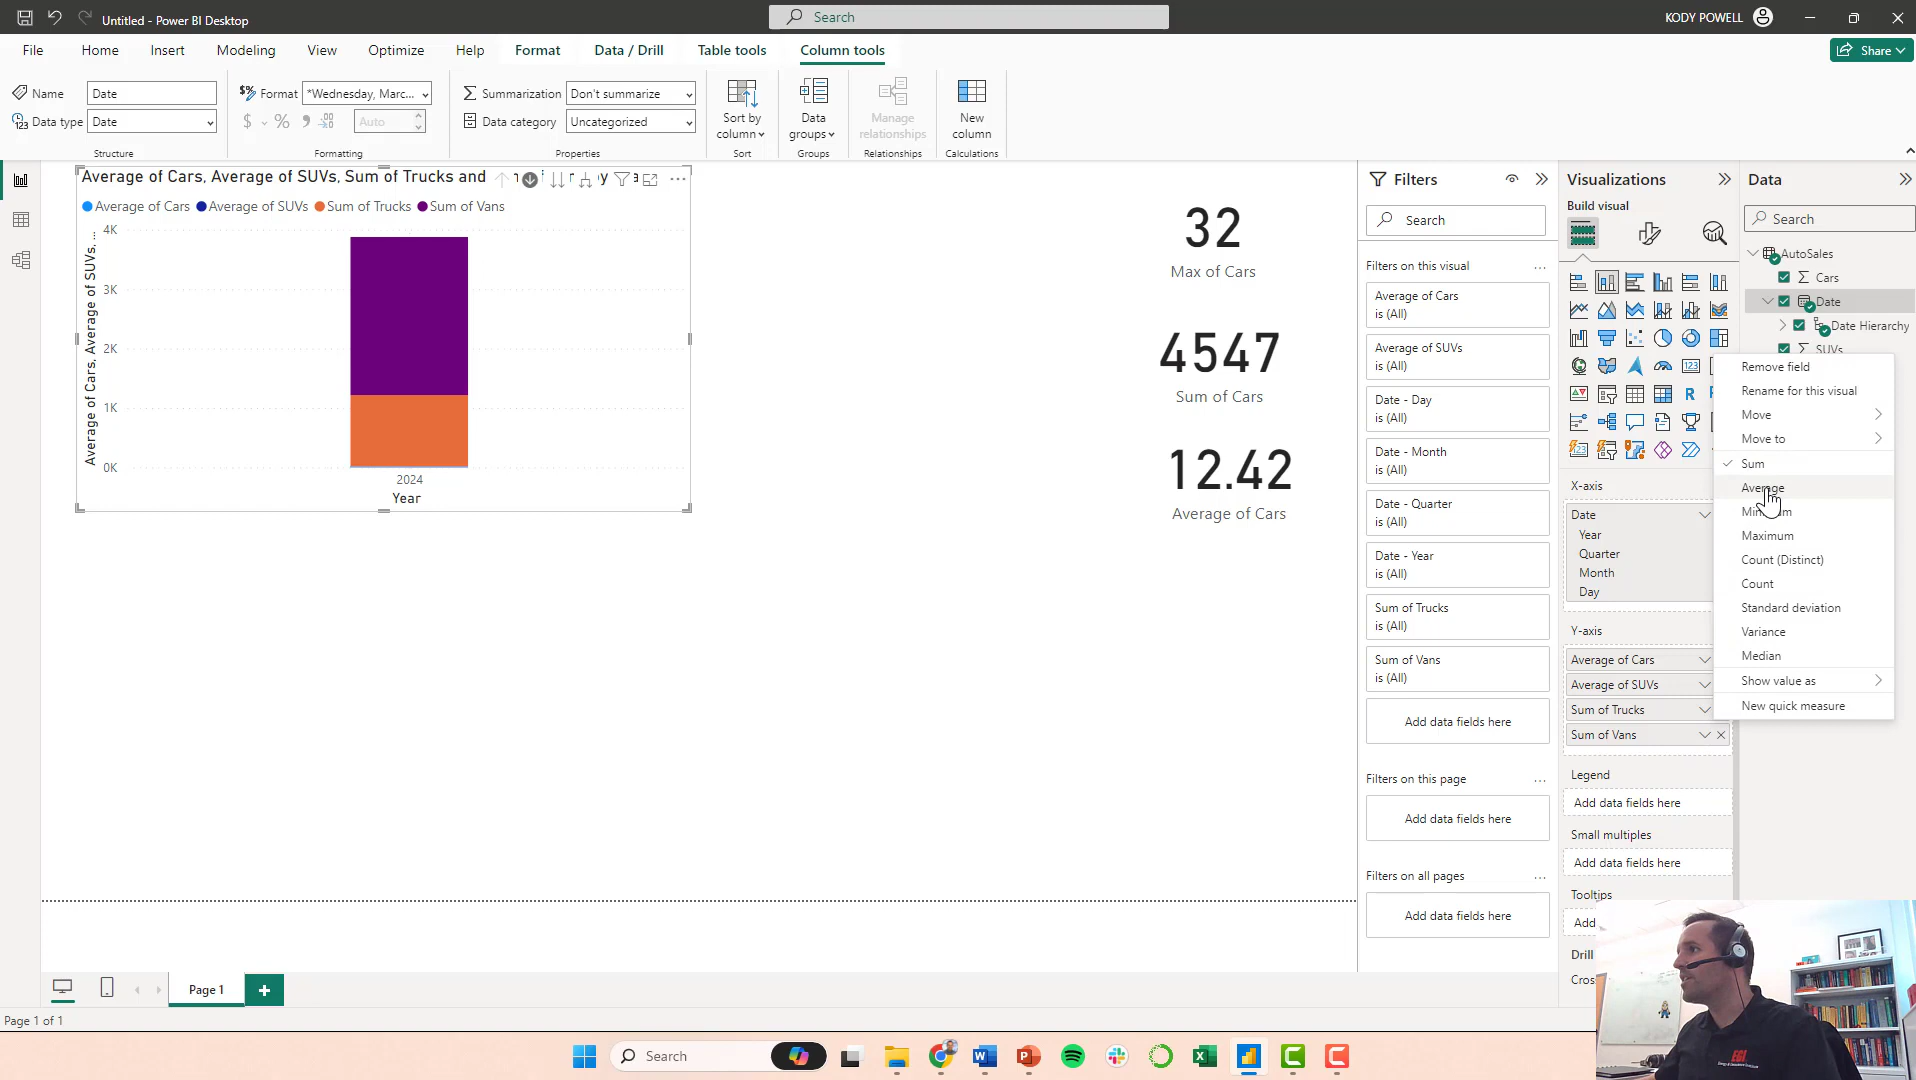 Untitled - Power BI Desktop
Search
KODY POWELL
File
Home
Insert
Modeling
View
Optimize
Help
Format
Data / Drill
Table tools
Column tools
Share
Name
Date
Data type
Date
Structure
Format
*Wednesday, Marc...
$
%
Auto
Formatting
Summarization
Don't summarize
Data category
Uncategorized
Properties
Sort by
column
Sort
Data
groups
Groups
Manage
relationships
Relationships
New
column
Calculations
Average of Cars, Average of SUVs, Sum of Trucks and
Average of Cars
Average of SUVs
Sum of Trucks
Sum of Vans
4K
3K
2K
1K
0K
Average of Cars, Average of SUVs, ...
2024
Year
32
Max of Cars
4547
Sum of Cars
12.42
Average of Cars
Filters
Search
Filters on this visual
...
Average of Cars
is (All)
Average of SUVs
is (All)
Date - Day
is (All)
Date - Month
is (All)
Date - Quarter
is (All)
Date - Year
is (All)
Sum of Trucks
is (All)
Sum of Vans
is (All)
Add data fields here
Filters on this page
...
Add data fields here
Filters on all pages
...
Add data fields here
Visualizations
Build visual
X-axis
Date
Year
Quarter
Month
Day
Y-axis
Average of Cars
Average of SUVs
Sum of Trucks
Sum of Vans
Legend
Add data fields here
Small multiples
Add data fields here
Tooltips
Add
Drill
Cros
Data
Search
AutoSales
Cars
Date
Date Hierarchy
SUVs
Remove field
Rename for this visual
Move
Move to
Sum
Average
Minimum
Maximum
Count (Distinct)
Count
Standard deviation
Variance
Median
Show value as
New quick measure
Page 1
Page 1 of 1
Search